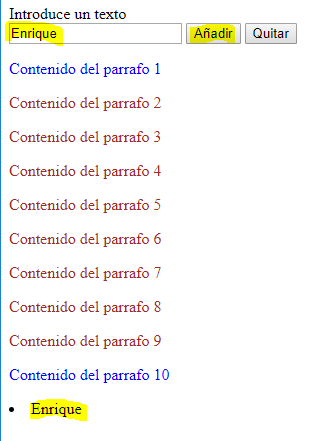 Introduce un texto
Enrique Añadir Quitar
Contenido del parrafo 1
Contenido del parrafo 2
Contenido del parrafo 3
Contenido del parrafo 4
Contenido del parrafo 5
Contenido del parrafo 6
Contenido del parrafo 7
Contenido del parrafo 8
Contenido del parrafo 9
Contenido del parrafo 10
• Enrique